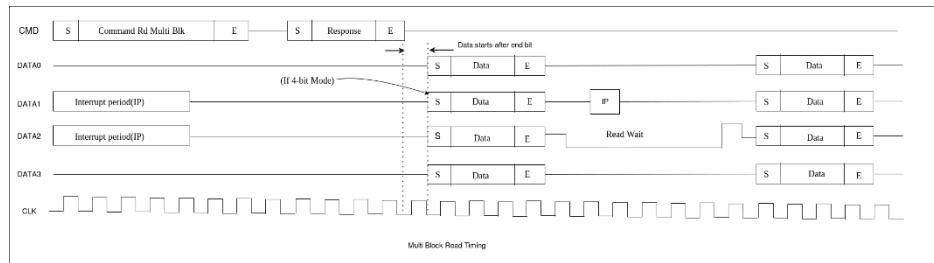 CMD S Command Rd Multi Blk E S Response E
Data starts after end bit
DATA0 S Data E S Data E
(If 4-bit Mode)
DATA1 Interrupt period(IP) S Data E IP S Data E
DATA2 Interrupt period(IP) S Data E Read Wait S Data E
DATA3 S Data E S Data E
CLK
Multi Block Road Timing